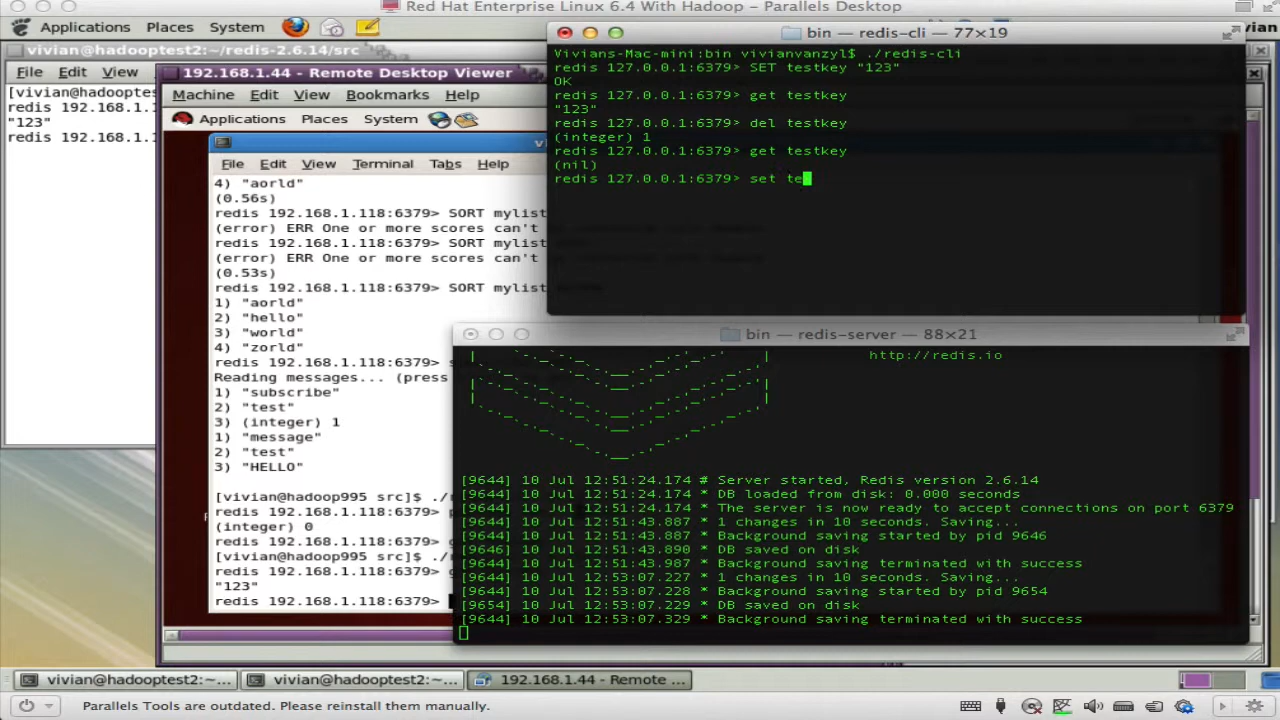 Red Hat Enterprise Linux 6.4 With Hadoop - Parallels Desktop
Applications Places System
vivian@hadooptest2:~/redis-2.6.14/src
File Edit View
[vivian@hadooptes
redis 192.168.1.1
"123"
redis 192.168.1.1
192.168.1.44 - Remote Desktop Viewer
Machine Edit View Bookmarks Help
Applications Places System
File Edit View Terminal Tabs Help
4) "aorld"
(0.56s)
redis 192.168.1.118:6379> SORT mylist
(error) ERR One or more scores can't
redis 192.168.1.118:6379> SORT mylist
(error) ERR One or more scores can't
(0.53s)
redis 192.168.1.118:6379> SORT mylist
1) "aorld"
2) "hello"
3) "world"
4) "zorld"
redis 192.168.1.118:6379> s
Reading messages... (press
1) "subscribe"
2) "test"
3) (integer) 1
1) "message"
2) "test"
3) "HELLO"
[vivian@hadoop995 src]$ ./
redis 192.168.1.118:6379> p
(integer) 0
redis 192.168.1.118:6379> g
[vivian@hadoop995 src]$ ./
redis 192.168.1.118:6379> g
"123"
redis 192.168.1.118:6379>
bin — redis-cli — 77×19
Vivians-Mac-mini:bin vivianvanzyl$ ./redis-cli
redis 127.0.0.1:6379> SET testkey "123"
OK
redis 127.0.0.1:6379> get testkey
"123"
redis 127.0.0.1:6379> del testkey
(integer) 1
redis 127.0.0.1:6379> get testkey
(nil)
redis 127.0.0.1:6379> set te
bin — redis-server — 88×21
http://redis.io
[9644] 10 Jul 12:51:24.174 # Server started, Redis version 2.6.14
[9644] 10 Jul 12:51:24.174 * DB loaded from disk: 0.000 seconds
[9644] 10 Jul 12:51:24.174 * The server is now ready to accept connections on port 6379
[9644] 10 Jul 12:51:43.887 * 1 changes in 10 seconds. Saving...
[9644] 10 Jul 12:51:43.887 * Background saving started by pid 9646
[9646] 10 Jul 12:51:43.890 * DB saved on disk
[9644] 10 Jul 12:51:43.987 * Background saving terminated with success
[9644] 10 Jul 12:53:07.227 * 1 changes in 10 seconds. Saving...
[9644] 10 Jul 12:53:07.228 * Background saving started by pid 9654
[9654] 10 Jul 12:53:07.229 * DB saved on disk
[9644] 10 Jul 12:53:07.329 * Background saving terminated with success
vivian@hadooptest2:~... vivian@hadooptest2:~... 192.168.1.44 - Remote ...
Parallels Tools are outdated. Please reinstall them manually.